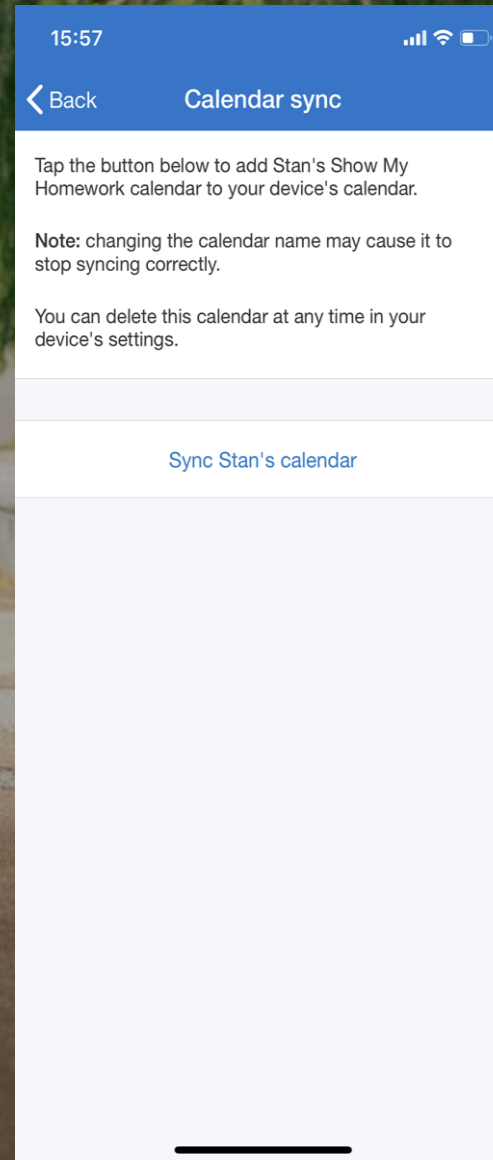 15:57
Back
Calendar sync
Tap the button below to add Stan's Show My
Homework calendar to your device's calendar.
Note: changing the calendar name may cause it to
stop syncing correctly.
You can delete this calendar at any time in your
device's settings.
Sync Stan's calendar